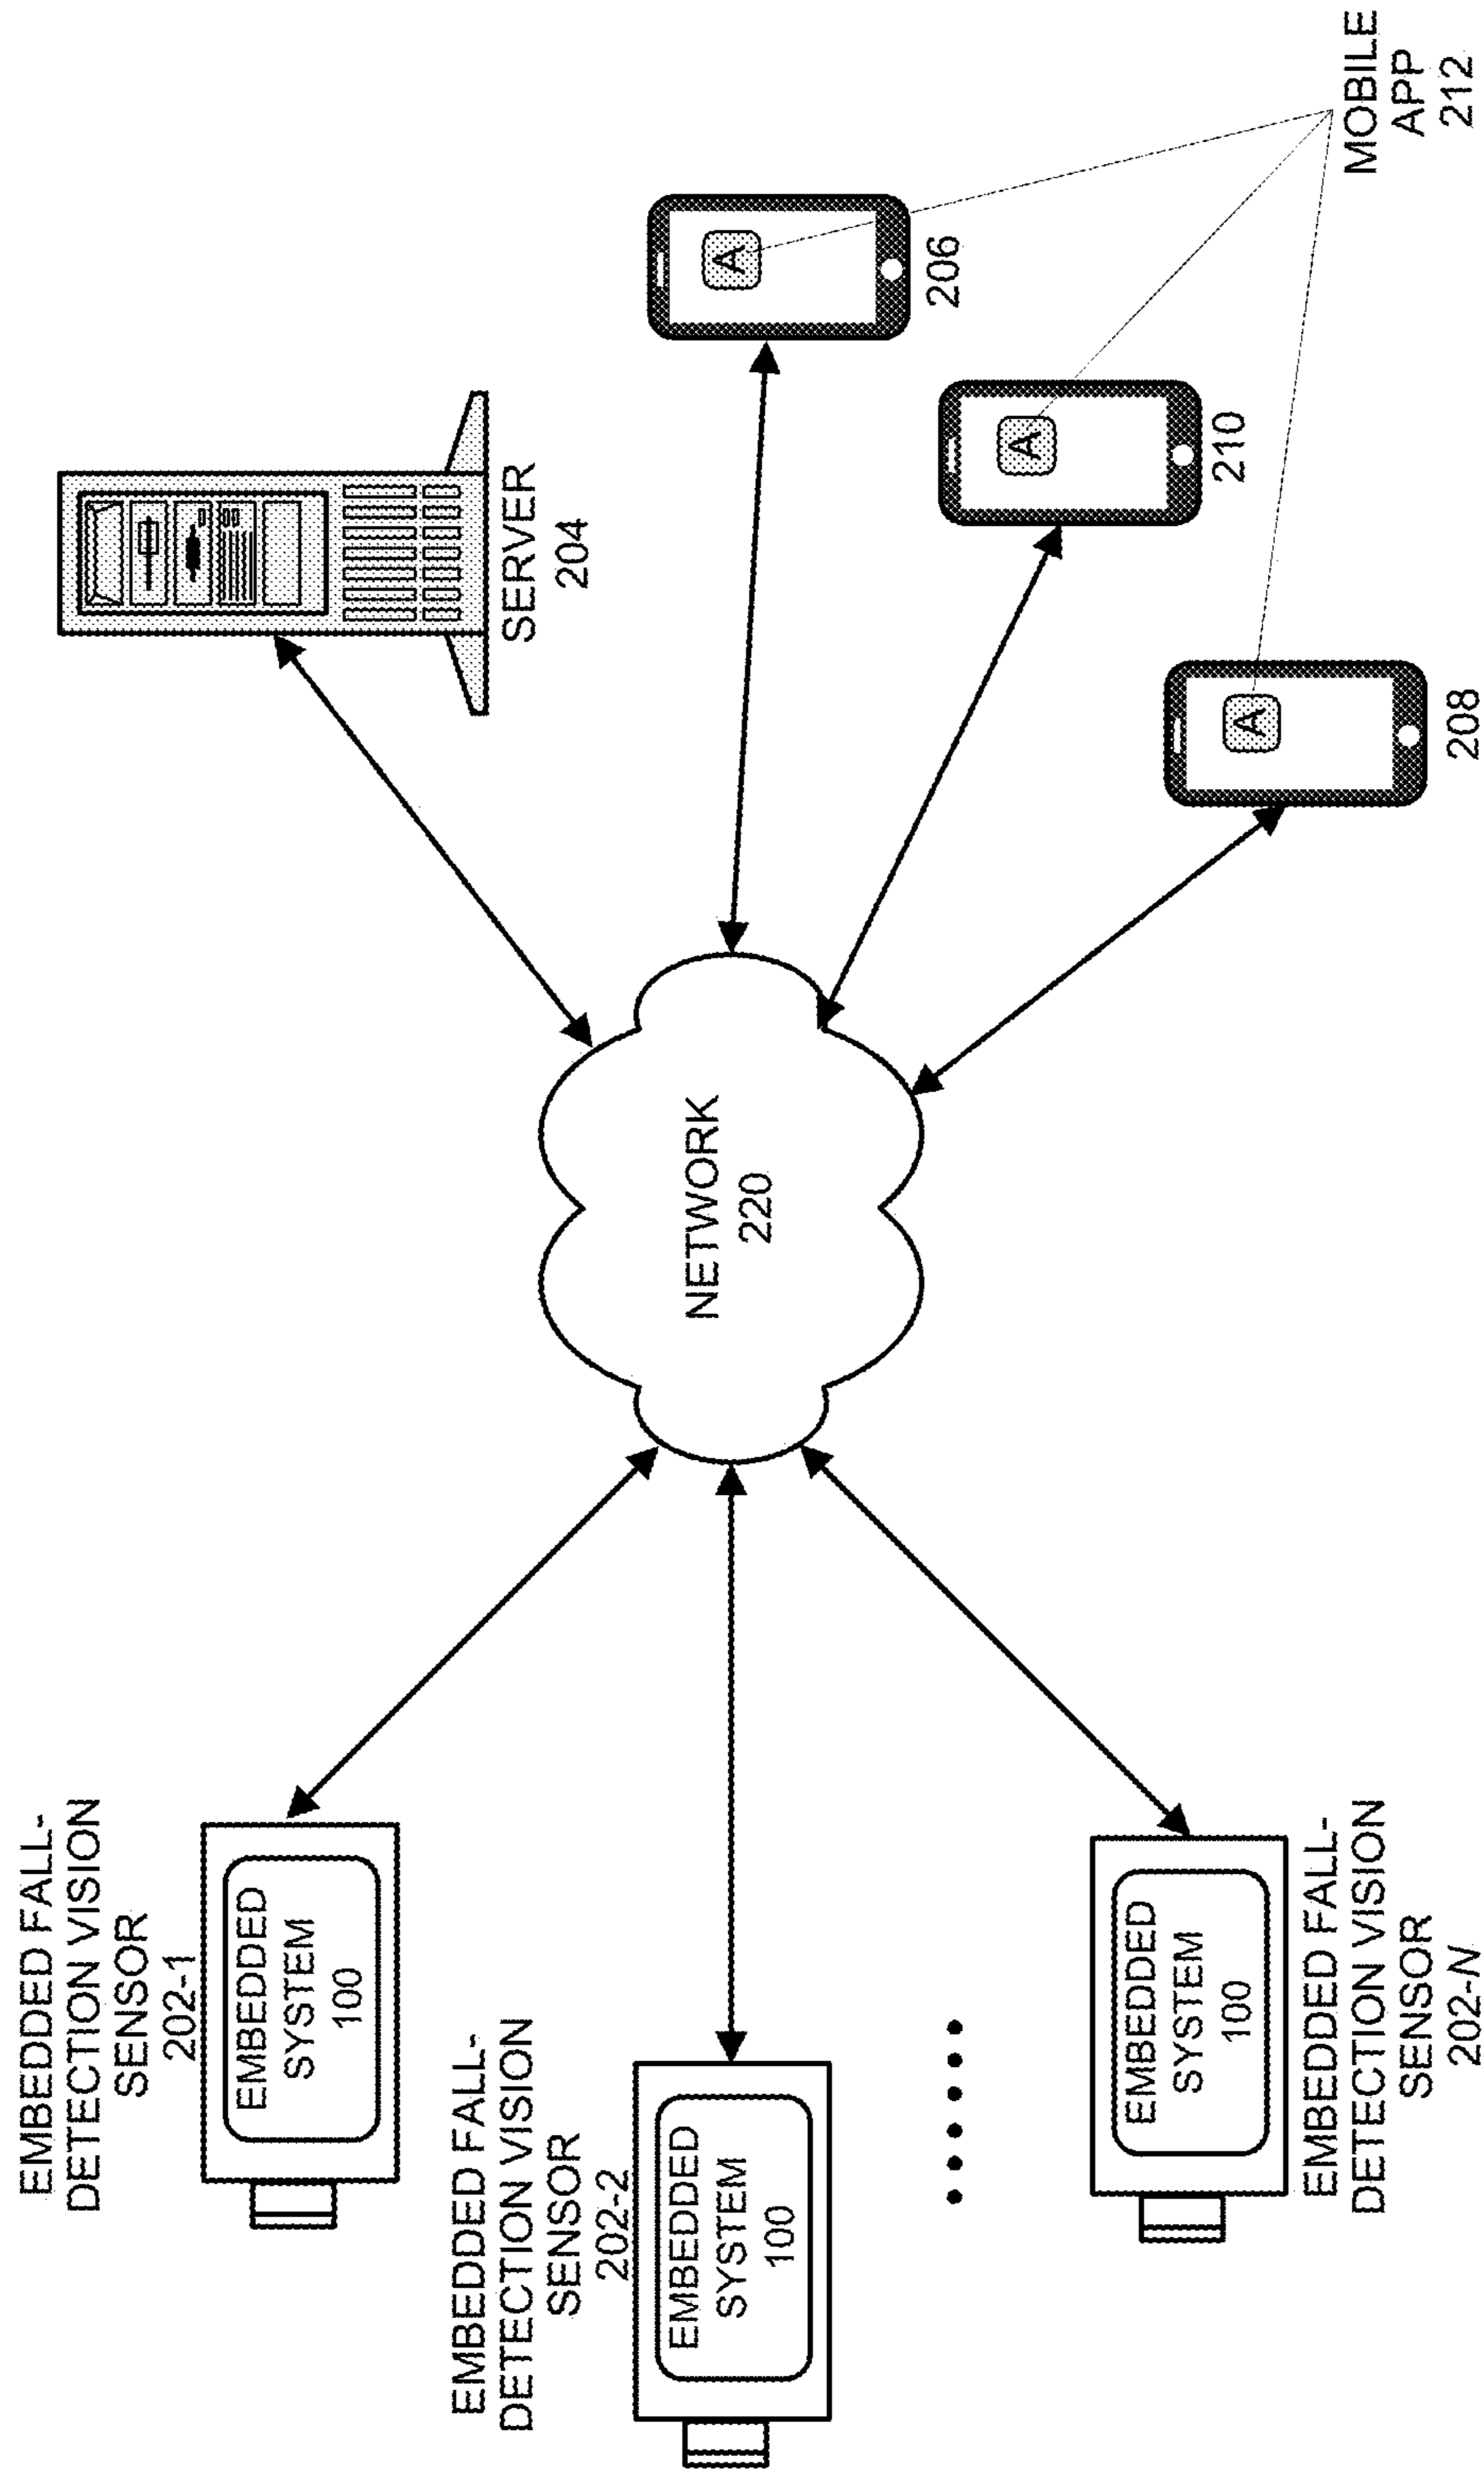 EMBEDDED FALL-
DETECTION VISION
SENSOR
202-1
EMBEDDED
SYSTEM
100
EMBEDDED FALL-
DETECTION VISION
SENSOR
202-2
EMBEDDED
SYSTEM
100
EMBEDDED
SYSTEM
100
EMBEDDED FALL-
DETECTION VISION
SENSOR
202-N
NETWORK
220
SERVER
204
A
206
A
210
A
208
MOBILE
APP
212